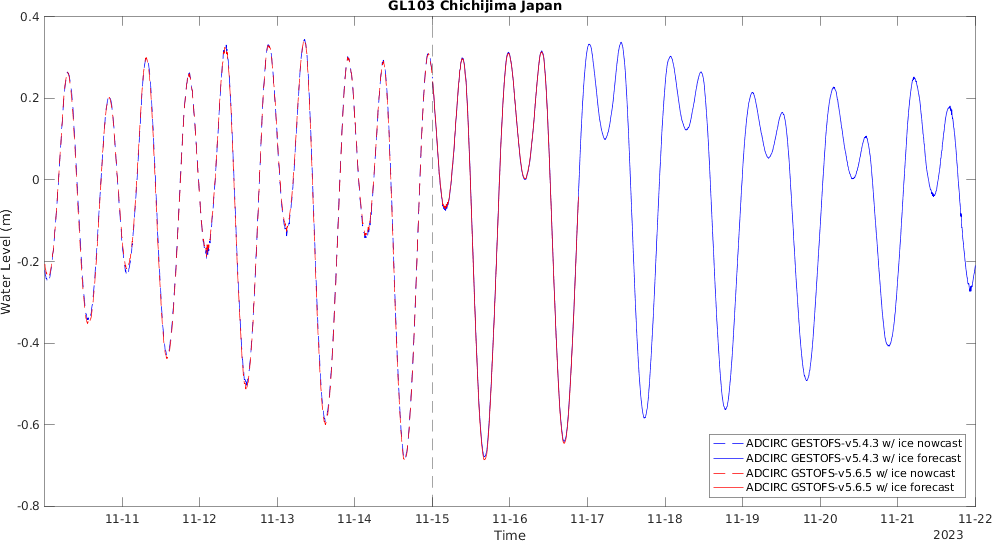 GL103 Chichijima Japan
0.4
0.2
0
-0.2
-0.4
-0.6
-0.8
Water Level (m)
11-11
11-12
11-13
11-14
11-15
11-16
11-17
11-18
11-19
11-20
11-21
11-22
Time
2023
ADCIRC GESTOFS-v5.4.3 w/ ice nowcast
ADCIRC GESTOFS-v5.4.3 w/ ice forecast
ADCIRC GSTOFS-v5.6.5 w/ ice nowcast
ADCIRC GSTOFS-v5.6.5 w/ ice forecast